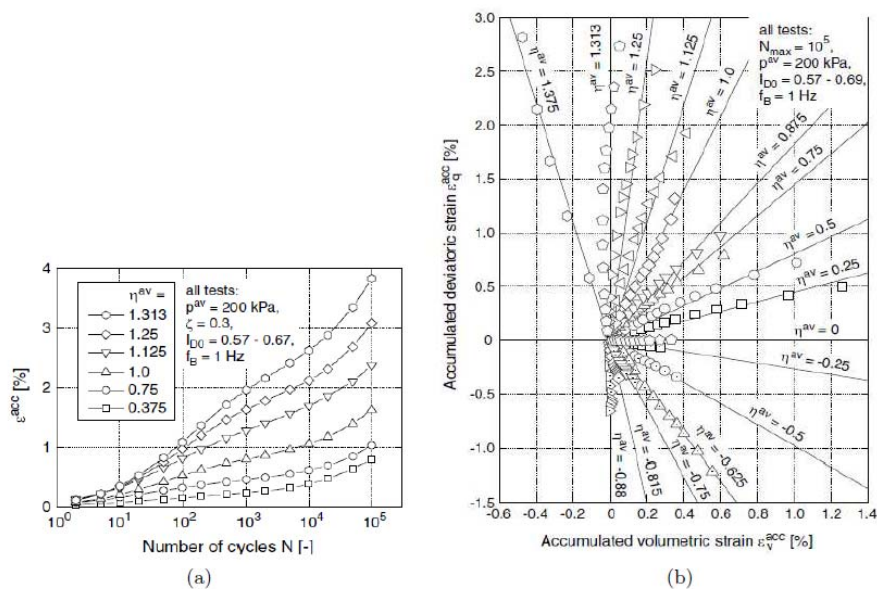 4
3
2
1
0
ε^acc [%]
η^av =
1.313
1.25
1.125
1.0
0.75
0.375
all tests:
p^av = 200 kPa,
ζ = 0.3,
I_D0 = 0.57 - 0.67,
f_B = 1 Hz
10^0 10^1 10^2 10^3 10^4 10^5
Number of cycles N [-]
(a)
3.0
2.5
2.0
1.5
1.0
0.5
0
-0.5
-1.0
-1.5
Accumulated deviatoric strain ε_q^acc [%]
η^av = 1.375
η^av = 1.313
η^av = 1.25
η^av = 1.125
η^av = 1.0
all tests:
N_max = 10^5,
p^av = 200 kPa,
I_D0 = 0.57 - 0.69,
f_B = 1 Hz
η^av = 0.875
η^av = 0.75
η^av = 0.5
η^av = 0.25
η^av = 0
η^av = -0.25
η^av = -0.5
η^av = -0.625
η^av = -0.75
η^av = -0.815
η^av = -0.88
-0.6 -0.4 -0.2 0 0.2 0.4 0.6 0.8 1.0 1.2 1.4
Accumulated volumetric strain ε_v^acc [%]
(b)